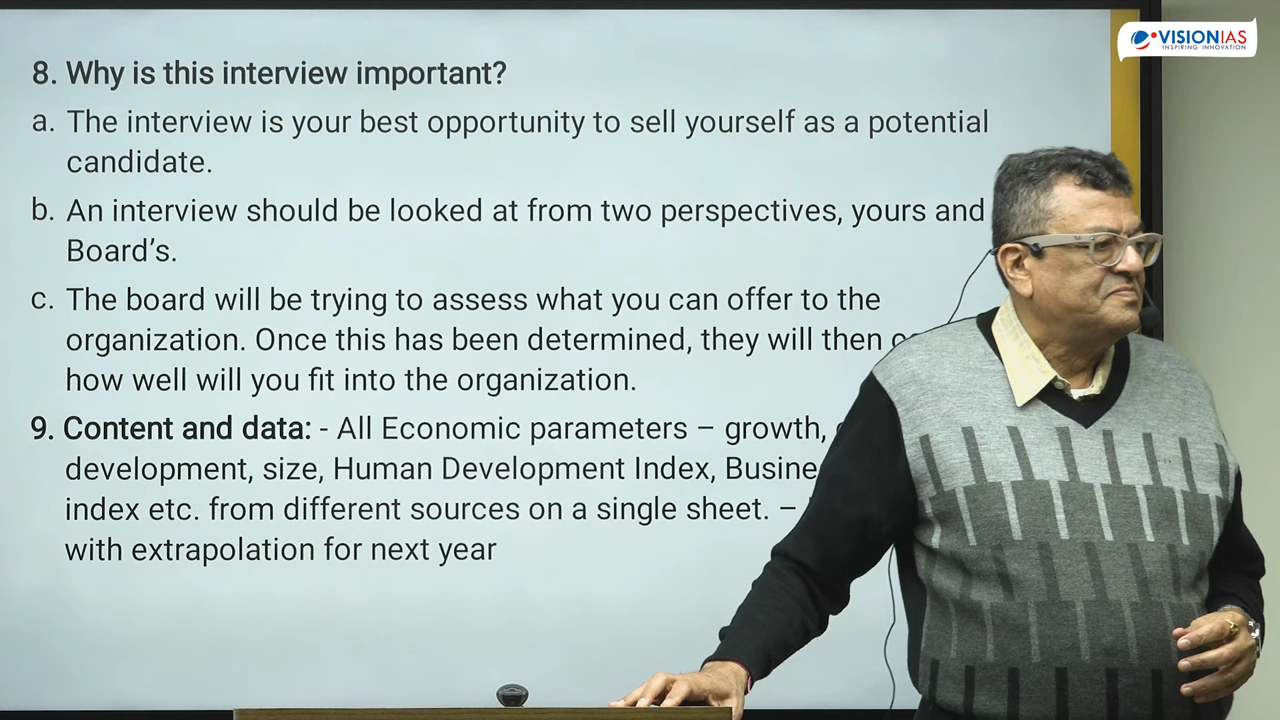 VISIONIAS
INSPIRING INNOVATION
8. Why is this interview important?
a. The interview is your best opportunity to sell yourself as a potential
candidate.
b. An interview should be looked at from two perspectives, yours and
Board's.
c. The board will be trying to assess what you can offer to the
organization. Once this has been determined, they will then
how well will you fit into the organization.
9. Content and data: - All Economic parameters – growth,
development, size, Human Development Index,
index etc. from different sources on a single sheet. –
with extrapolation for next year